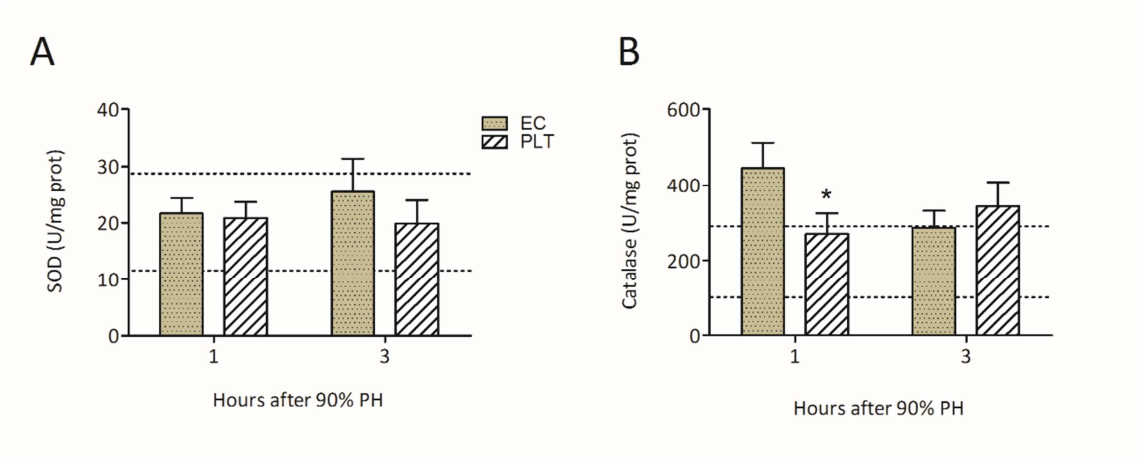 A
SOD (U/mg prot)
40
30
20
10
0
1
3
Hours after 90% PH
EC
PLT
B
Catalase (U/mg prot)
600
400
200
0
*
1
3
Hours after 90% PH